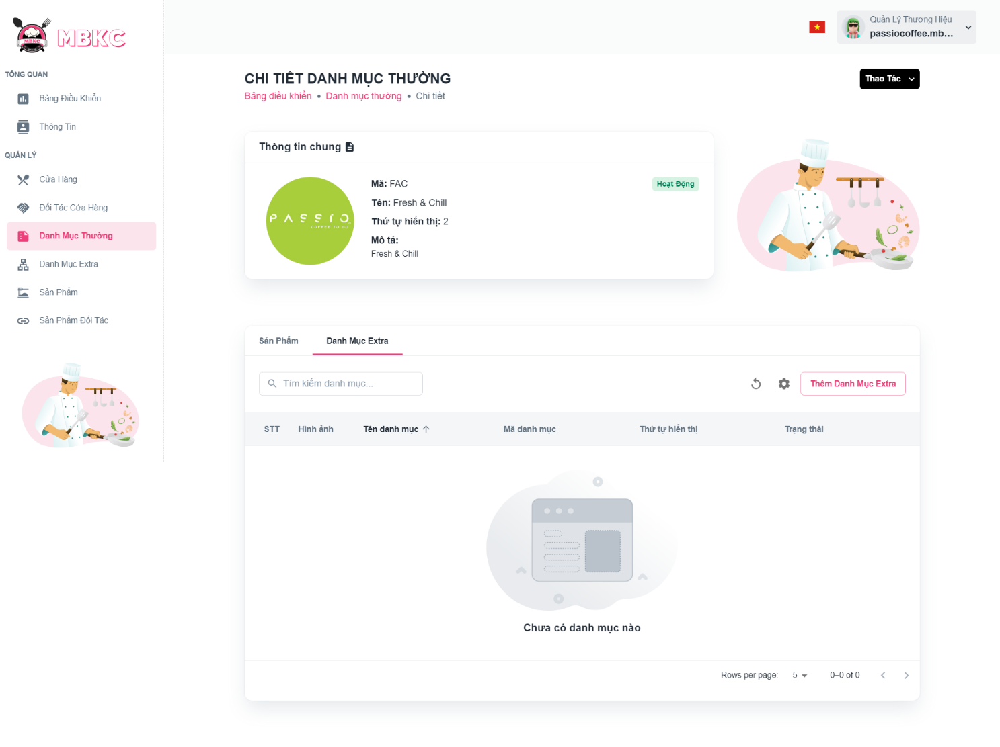 MBKC
MBKC
Quản Lý Thương Hiệu
passiocoffee.mb...
TỔNG QUAN
Bảng Điều Khiển
Thông Tin
QUẢN LÝ
Cửa Hàng
Đối Tác Cửa Hàng
Danh Mục Thường
Danh Mục Extra
Sản Phẩm
Sản Phẩm Đối Tác
CHI TIẾT DANH MỤC THƯỜNG
Thao Tác
Bảng điều khiển • Danh mục thường • Chi tiết
Thông tin chung
PASSIO
COFFEE TO GO
Mã: FAC
Hoạt Động
Tên: Fresh & Chill
Thứ tự hiển thị: 2
Mô tả:
Fresh & Chill
Sản Phẩm Danh Mục Extra
Tìm kiếm danh mục...
Thêm Danh Mục Extra
STT Hình ảnh Tên danh mục Mã danh mục Thứ tự hiển thị Trạng thái
Chưa có danh mục nào
Rows per page: 5 0–0 of 0